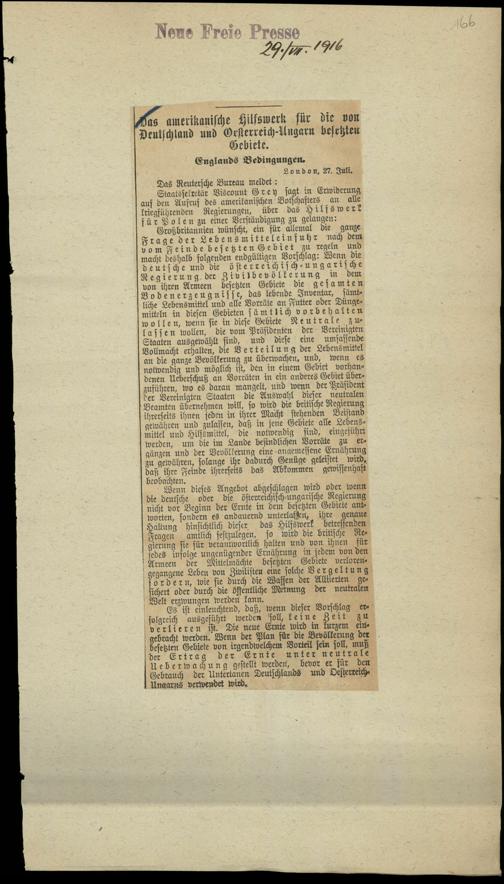 166
Neue Freie Presse
29./VII. 1916
Das amerikanische Hilfswerk für die von
Deutschland und Oesterreich-Ungarn besetzten
Gebiete.
Englands Bedingungen.
London, 27. Juli.
Das Reutersche Bureau meldet:
Staatssekretär Viscount Grey sagt in Erwiderung
auf den Aufruf des amerikanischen Botschafters an alle
kriegführenden Regierungen, über das Hilfswerk
für Polen zu einer Verständigung zu gelangen:
Großbritannien wünscht, ein für allemal die ganze
Frage der Lebensmitteleinfuhr nach dem
vom Feinde besetzten Gebiet zu regeln und
macht deshalb folgenden endgültigen Vorschlag: Wenn die
deutsche und die österreichisch-ungarische
Regierung der Zivilbevölkerung in dem
von ihren Armeen besetzten Gebiete die gesamten
Bodenerzeugnisse, das lebende Inventar, sämt-
liche Lebensmittel und alle Vorräte an Futter oder Dünge-
mitteln in diesen Gebieten sämtlich vorbehalten
wollen, wenn sie in diese Gebiete Neutrale zu-
lassen wollen, die vom Präsidenten der Vereinigten
Staaten ausgewählt sind, und diese eine umfassende
Vollmacht erhalten, die Verteilung der Lebensmittel
an die ganze Bevölkerung zu überwachen, und, wenn es
notwendig und möglich ist, den in einem Gebiet vorhan-
denen Ueberschuß an Vorräten in ein anderes Gebiet über-
zuführen, wo es daran mangelt, und wenn der Präsident
der Vereinigten Staaten die Auswahl dieser neutralen
Beamten übernehmen will, so wird die britische Regierung
ihrerseits ihnen jeden in ihrer Macht stehenden Beistand
gewähren und zulassen, daß in jene Gebiete alle Lebens-
mittel und Hilfsmittel, die notwendig sind, eingeführt
werden, um die im Lande befindlichen Vorräte zu er-
gänzen und der Bevölkerung eine angemessene Ernährung
zu gewähren, solange ihr dadurch Genüge geleistet wird,
daß ihre Feinde ihrerseits das Abkommen gewissenhaft
beobachten.
Wenn dieses Angebot abgeschlagen wird oder wenn
die deutsche oder die österreichisch-ungarische Regierung
nicht vor Beginn der Ernte in dem besetzten Gebiete ant-
worten, sondern es andauernd unterlassen, ihre genaue
Haltung hinsichtlich dieser das Hilfswerk betreffenden
Fragen amtlich festzulegen, so wird die britische Re-
gierung sie für verantwortlich halten und von ihnen für
jedes infolge ungenügender Ernährung in jedem von den
Armeen der Mittelmächte besetzten Gebiete verloren-
gegangene Leben von Zivilisten eine solche Vergeltung
fordern, wie sie durch die Waffen der Alliierten ge-
sichert oder durch die öffentliche Meinung der neutralen
Welt erzwungen werden kann.
Es ist einleuchtend, daß, wenn dieser Vorschlag er-
folgreich ausgeführt werden soll, keine Zeit zu
verlieren ist. Die neue Ernte wird in kurzem ein-
gebracht werden. Wenn der Plan für die Bevölkerung der
besetzten Gebiete von irgendwelchem Vorteil sein soll, muß
der Ertrag der Ernte unter neutrale
Ueberwachung gestellt werden, bevor er für den
Gebrauch der Untertanen Deutschlands und Oesterreich-
Ungarns verwendet wird.